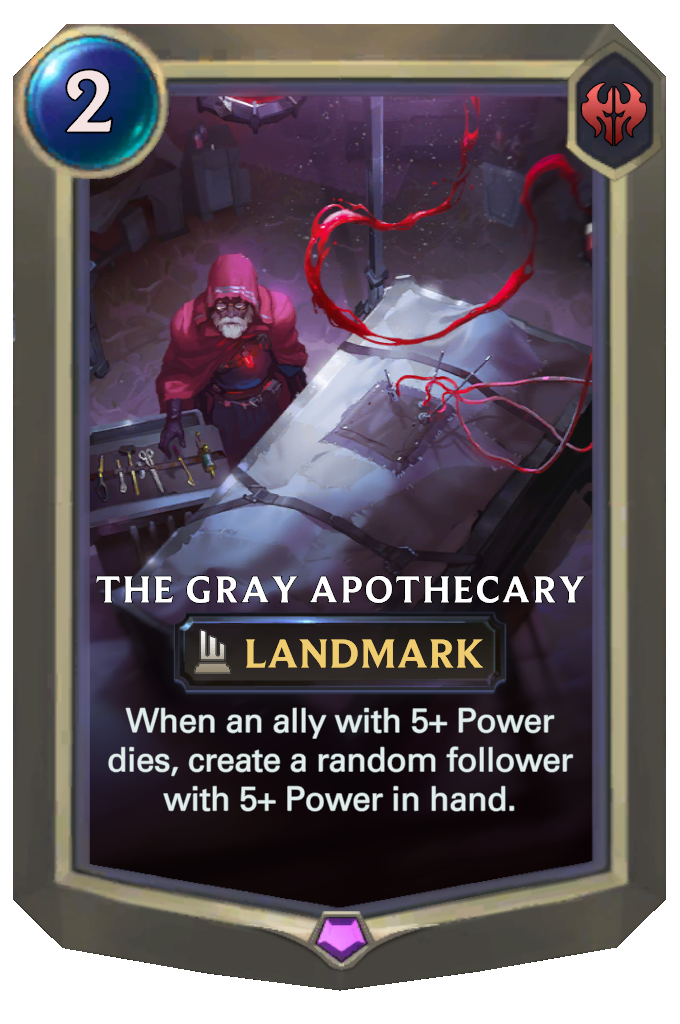 2
THE GRAY APOTHECARY
LANDMARK
When an ally with 5+ Power
dies, create a random follower
with 5+ Power in hand.